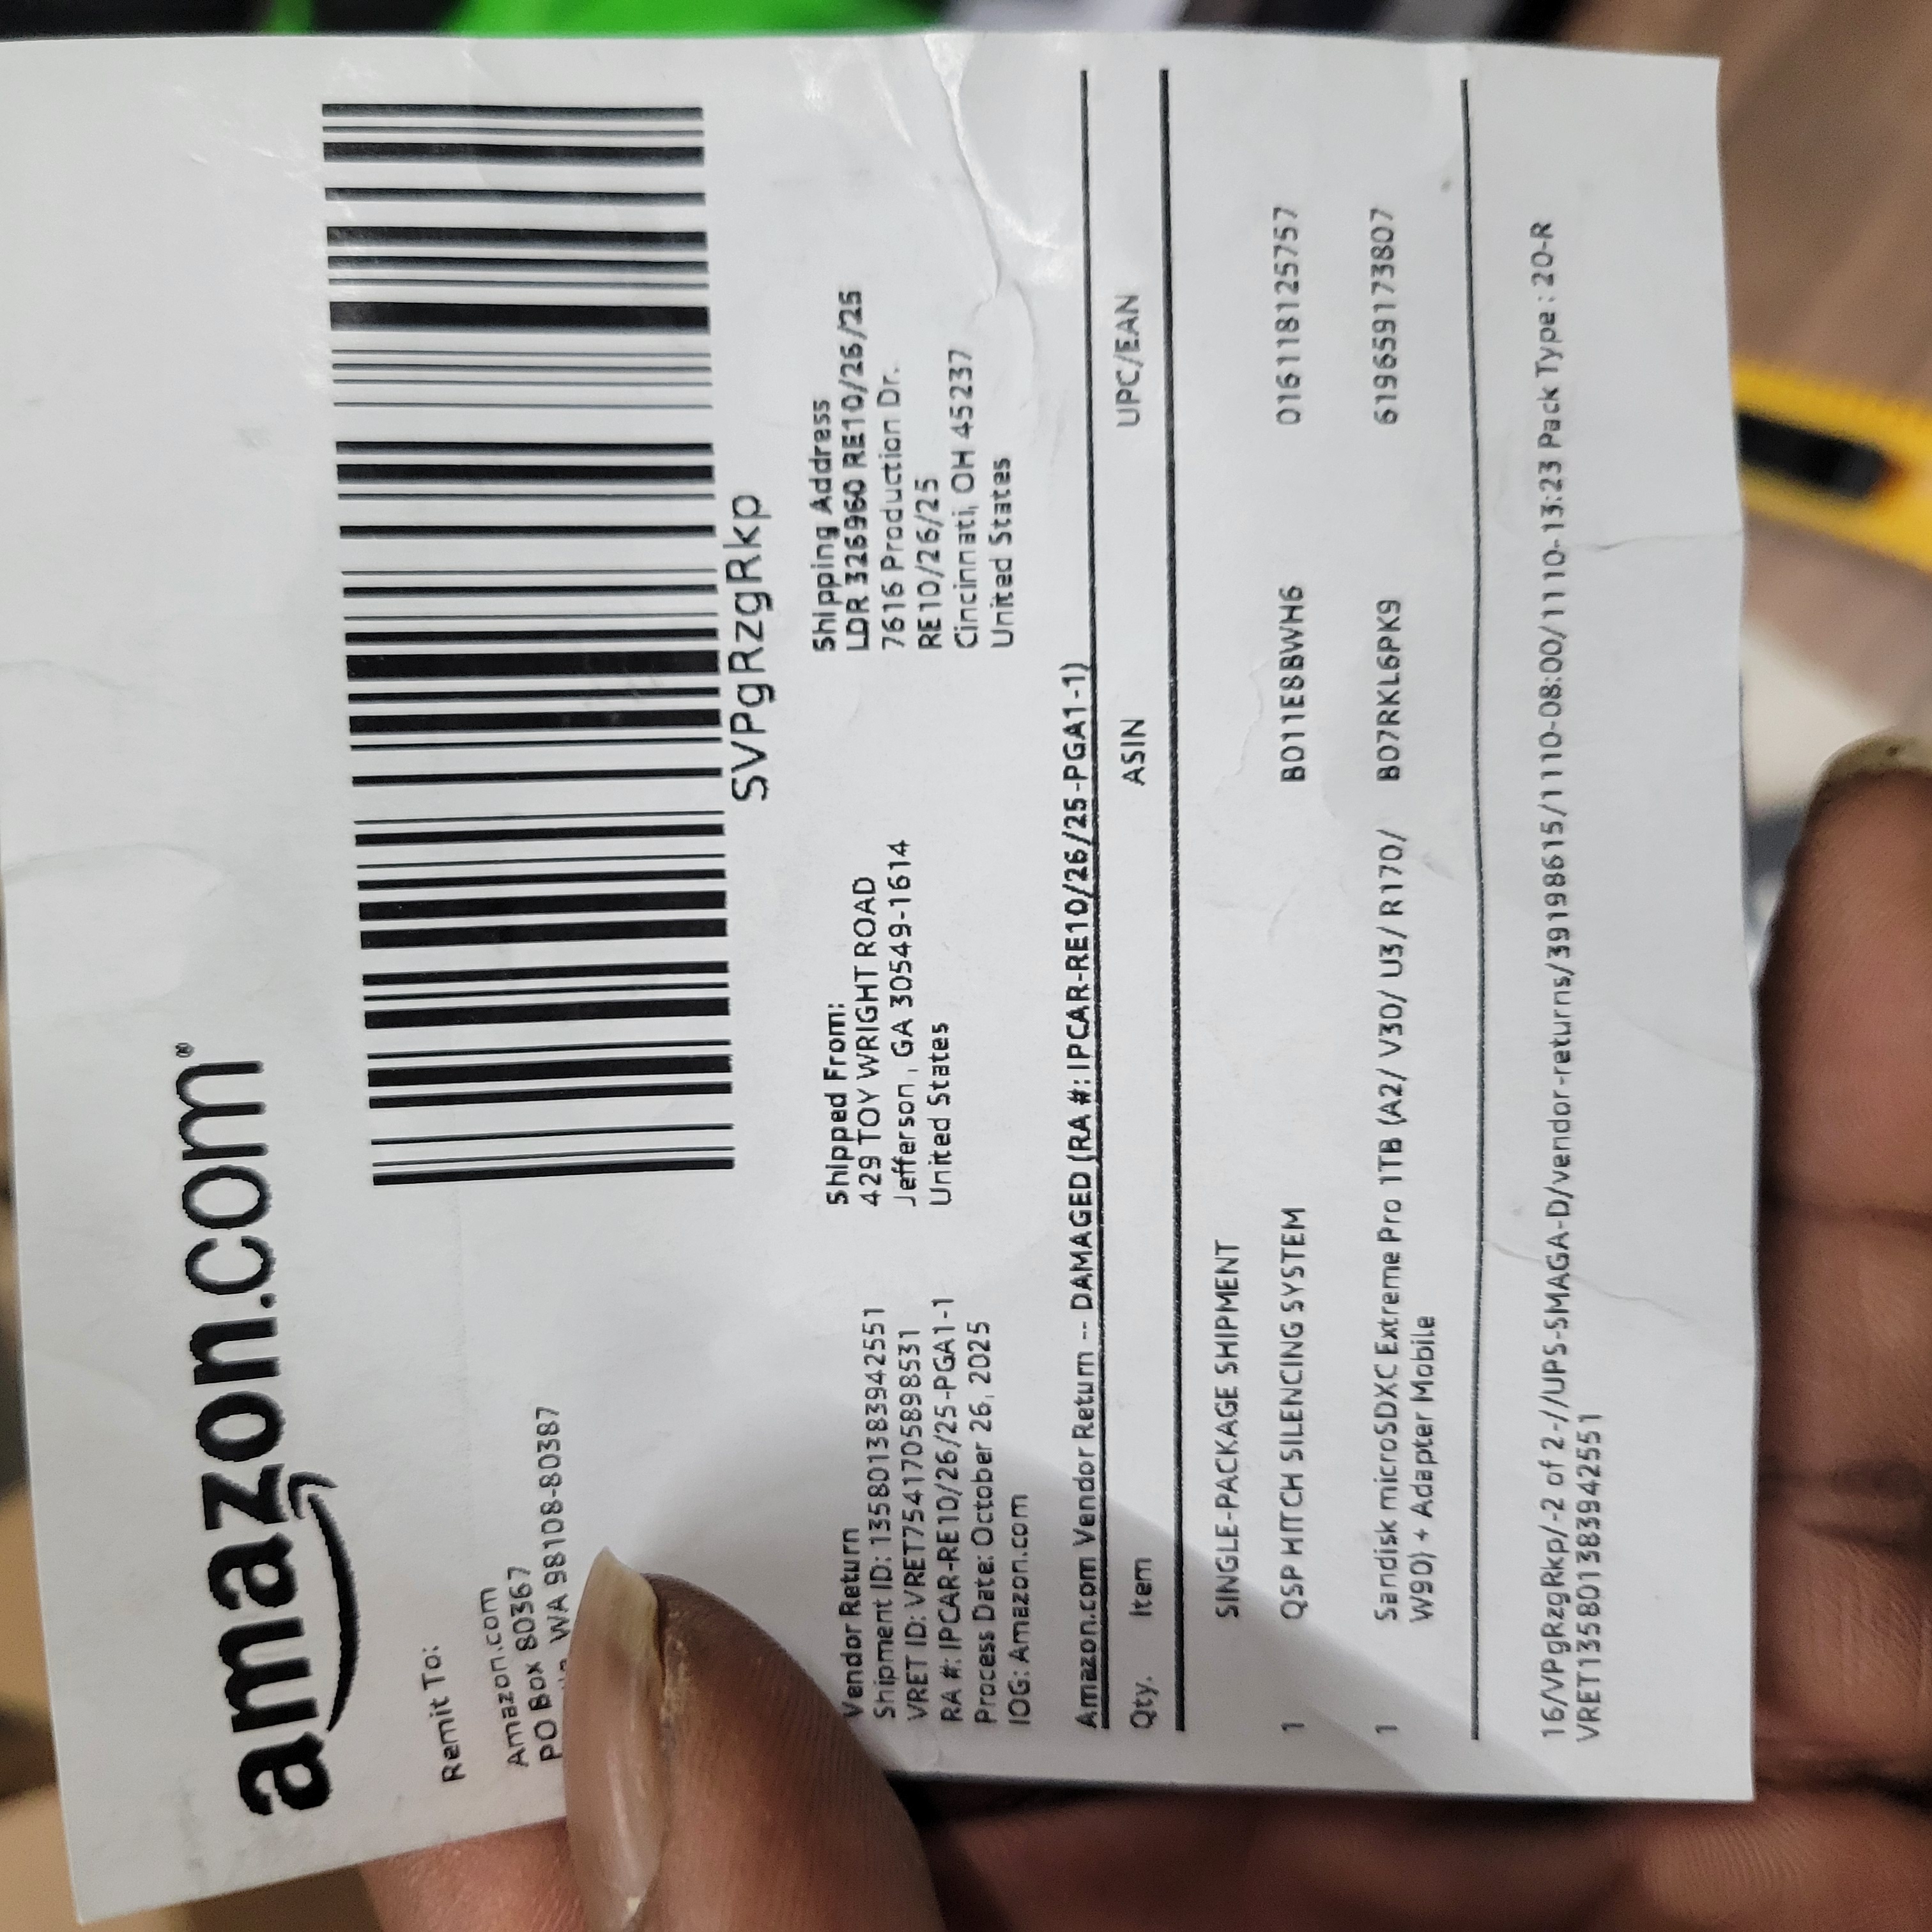 amazon.com®
Remit To:
Amazon.com
PO Box 80367
WA 98108-80387
SVPgRzgRkp
Vendor Return
Shipment ID: 135801383942551
VRET ID: VRET7541705898531
RA #: IPCAR-RE10/26/25-PGA1-1
Process Date: October 26, 2025
IOG: Amazon.com
Shipped From:
429 TOY WRIGHT ROAD
Jefferson, GA 30549-1614
United States
Shipping Address
LDR 326960 RE10/26/25
7616 Production Dr.
RE10/26/25
Cincinnati, OH 45237
United States
Amazon.com Vendor Return -- DAMAGED (RA #: IPCAR-RE10/26/25-PGA1-1)
Qty. Item ASIN UPC/EAN
SINGLE-PACKAGE SHIPMENT
1 QSP HITCH SILENCING SYSTEM B011E8BWH6 016118125757
1 Sandisk microSDXC Extreme Pro 1TB (A2/ V30/ U3/ R170/ B07RKL6PK9 619659173807
W90) + Adapter Mobile
16/VPgRzgRkp/-2 of 2-//UPS-SMAGA-D/vendor-returns/39198615/1110-08:00/1110-13:23 Pack Type : 20-R
VRET135801383942551